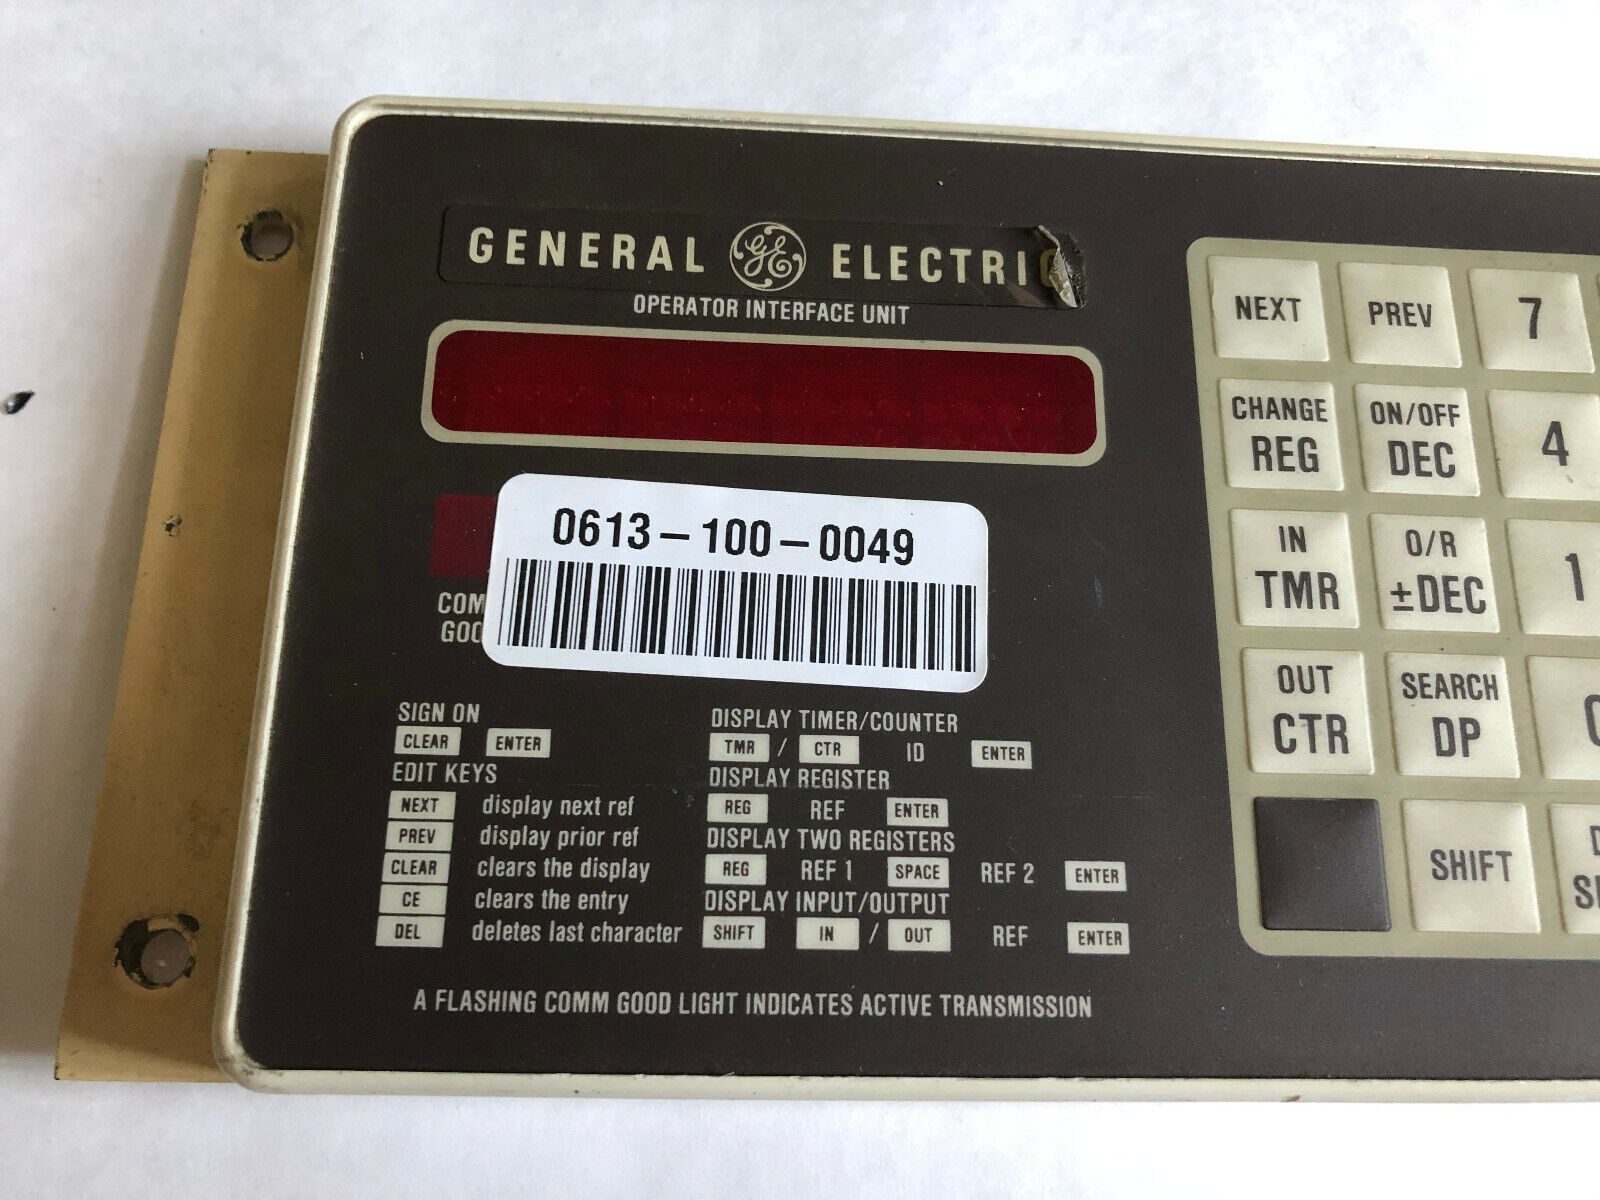 GENERAL GE ELECTRIC
OPERATOR INTERFACE UNIT
0613-100-0049
SIGN ON
CLEAR ENTER
EDIT KEYS
NEXT display next ref
PREV display prior ref
CLEAR clears the display
CE clears the entry
DEL deletes last character
DISPLAY TIMER/COUNTER
TMR / CTR ID ENTER
DISPLAY REGISTER
REG REF ENTER
DISPLAY TWO REGISTERS
REG REF 1 SPACE REF 2 ENTER
DISPLAY INPUT/OUTPUT
SHIFT IN / OUT REF ENTER
A FLASHING COMM GOOD LIGHT INDICATES ACTIVE TRANSMISSION
NEXT PREV 7
CHANGE ON/OFF
REG DEC 4
IN O/R
TMR ±DEC 1
OUT SEARCH
CTR DP
SHIFT